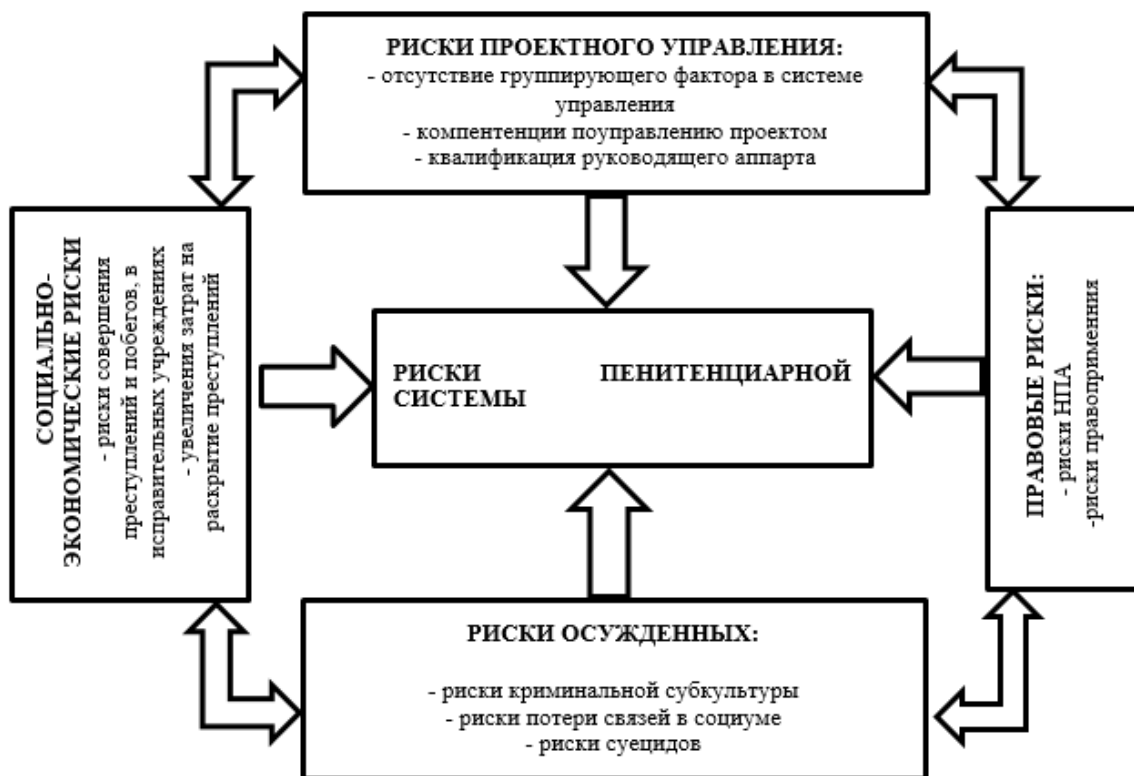 РИСКИ ПРОЕКТНОГО УПРАВЛЕНИЯ:
- отсутствие группирующего фактора в системе
управления
- компентенции поуправлению проектом
- квалификация руководящего аппарта
СОЦИАЛЬНО-
ЭКОНОМИЧЕСКИЕ РИСКИ
- риски совершения
преступлений и побегов, в
исправительных учреждениях
- увеличения затрат на
раскрытие преступлений
РИСКИ ПЕНИТЕНЦИАРНОЙ
СИСТЕМЫ
ПРАВОВЫЕ РИСКИ:
- риски НПА
-риски правоприменния
РИСКИ ОСУЖДЕННЫХ:
- риски криминальной субкультуры
- риски потери связей в социуме
- риски суецидов